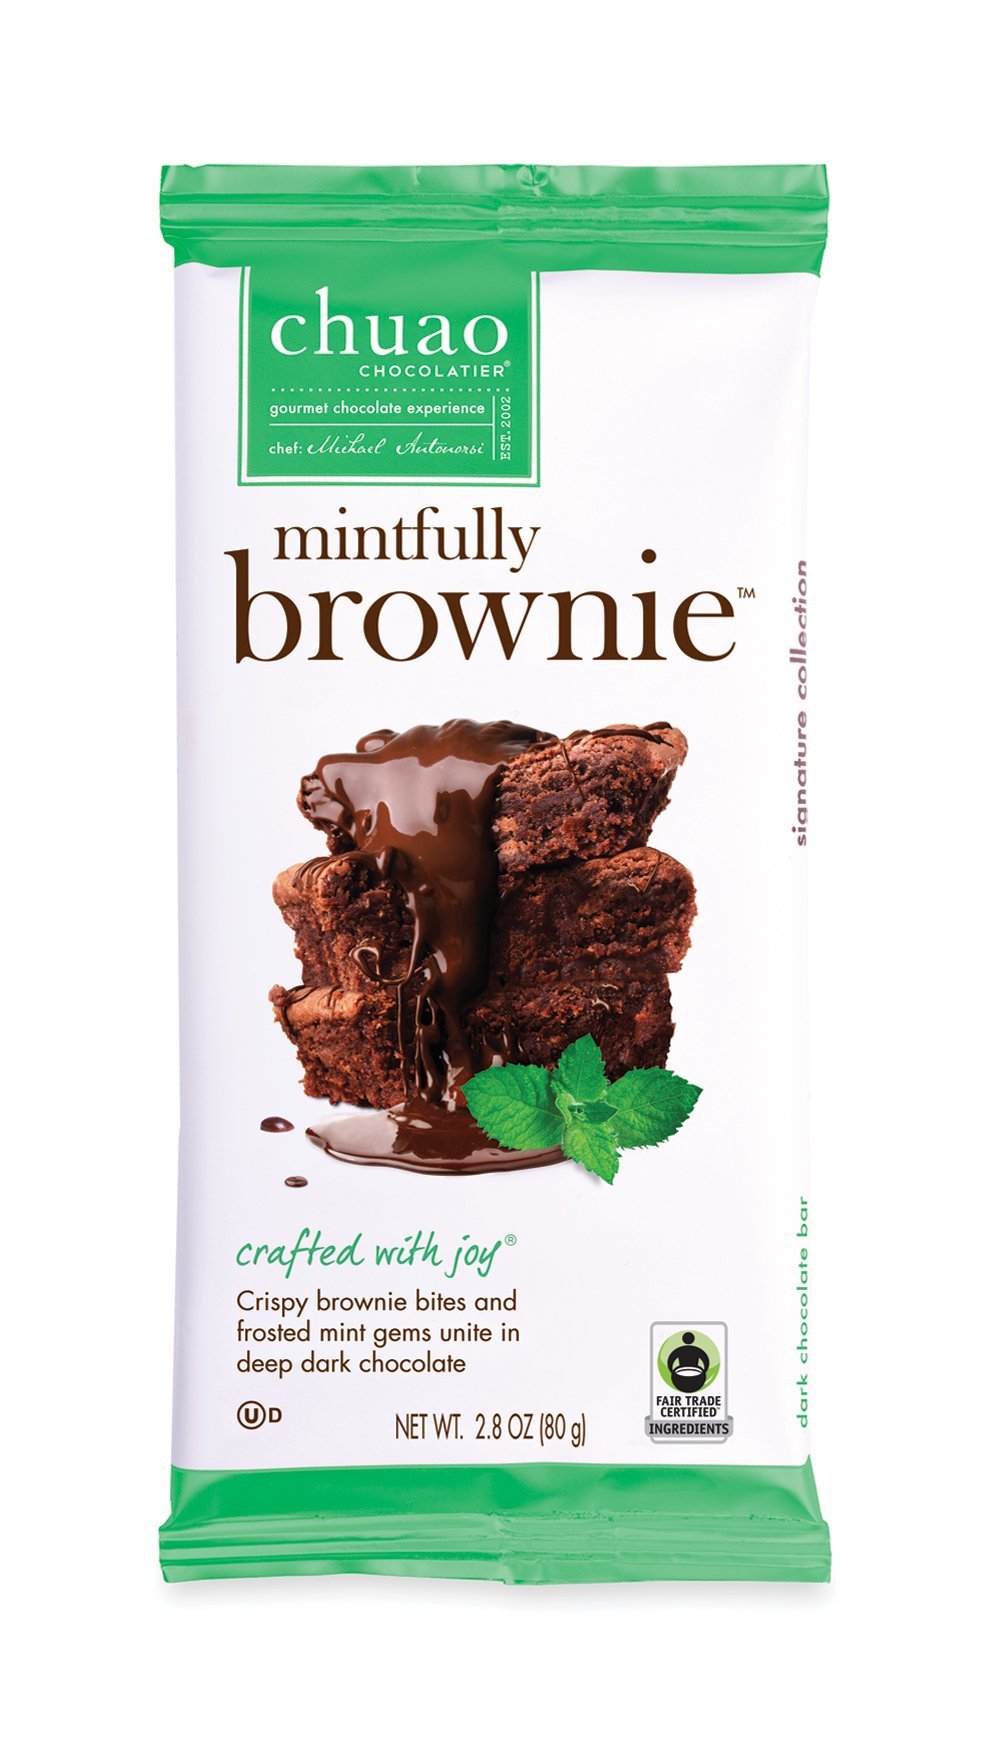 chuao
CHOCOLATIER®
gourmet chocolate experience
chef: Michael Antonorsi
EST. 2002
mintfully
brownie™
signature collection
crafted with joy®
Crispy brownie bites and
frosted mint gems unite in
deep dark chocolate
U D
NET WT. 2.8 OZ (80 g)
FAIR TRADE
CERTIFIED™
INGREDIENTS
dark chocolate bar